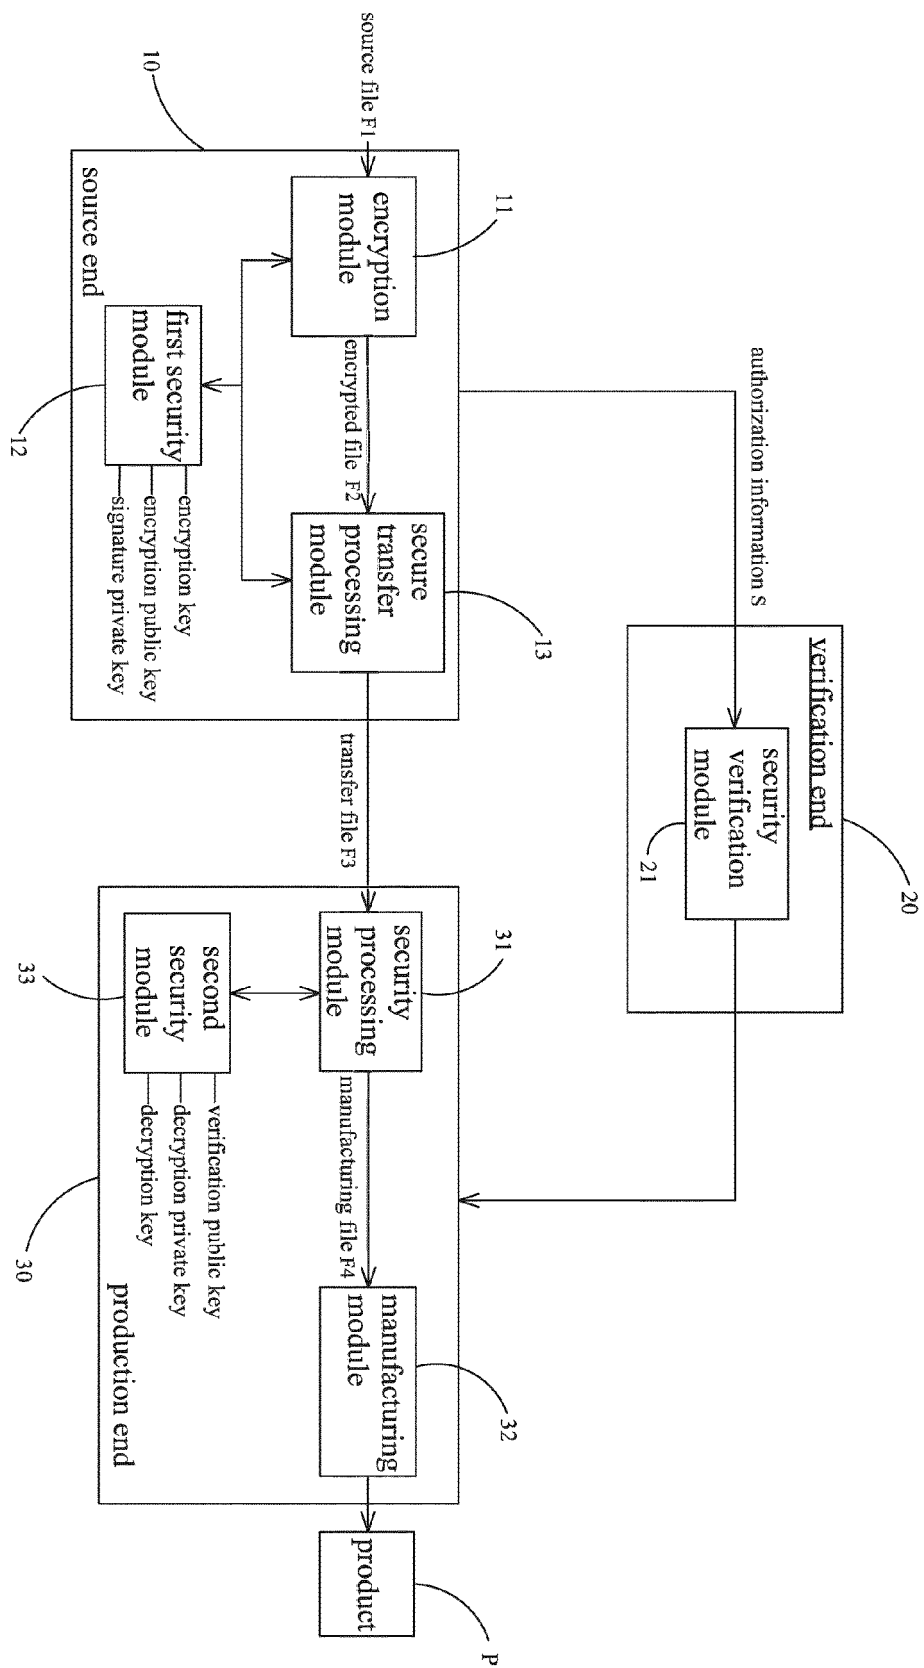 authorization information S
verification end
20
security
verification
module
21
source file F1
10
11
encryption
module
encrypted file F2
secure
transfer
processing
module
13
first security
module
12
encryption key
encryption public key
signature private key
source end
transfer file F3
31
security
processing
module
manufacturing file F4
manufacturing
module
32
second
security
module
33
verification public key
decryption private key
decryption key
30
production end
product
P